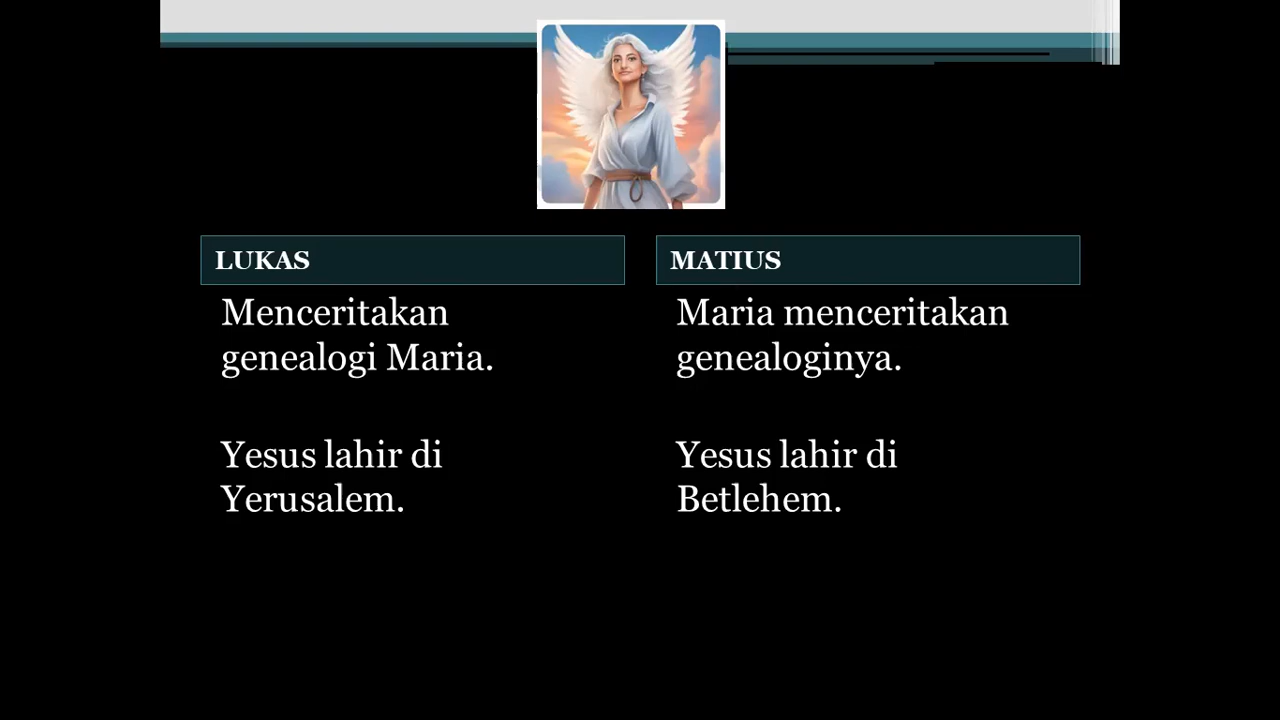 LUKAS
Menceritakan
genealogi Maria.
Yesus lahir di
Yerusalem.
MATIUS
Maria menceritakan
genealoginya.
Yesus lahir di
Betlehem.